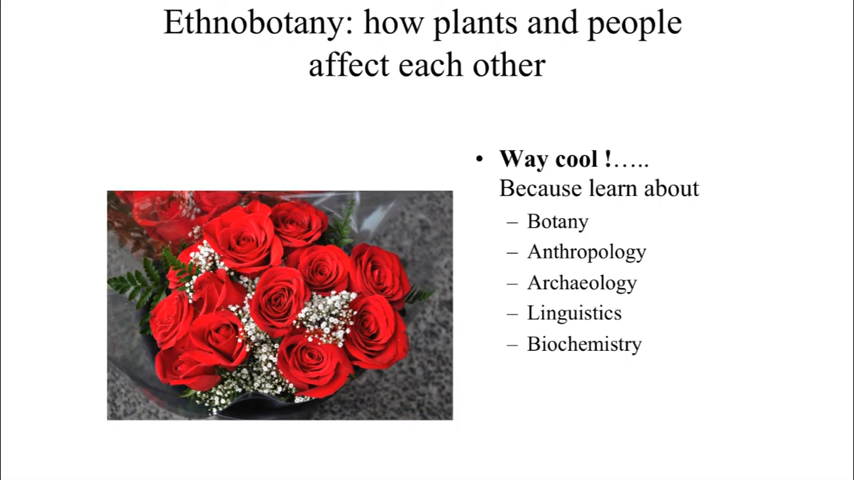 Ethnobotany: how plants and people
affect each other
• Way cool !…..
Because learn about
– Botany
– Anthropology
– Archaeology
– Linguistics
– Biochemistry